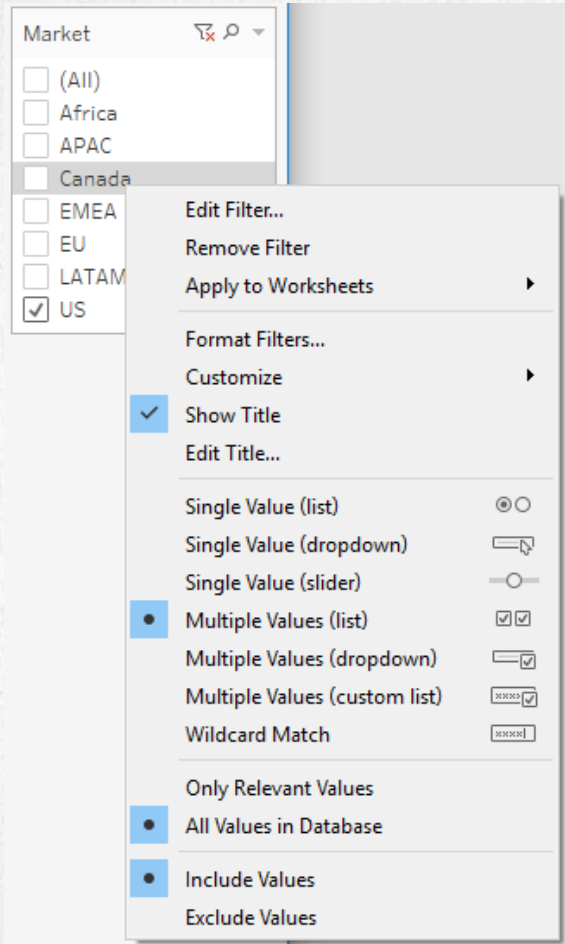 Market
(All)
Africa
APAC
Canada
EMEA
EU
LATAM
US
Edit Filter...
Remove Filter
Apply to Worksheets
Format Filters...
Customize
Show Title
Edit Title...
Single Value (list)
Single Value (dropdown)
Single Value (slider)
Multiple Values (list)
Multiple Values (dropdown)
Multiple Values (custom list)
Wildcard Match
Only Relevant Values
All Values in Database
Include Values
Exclude Values